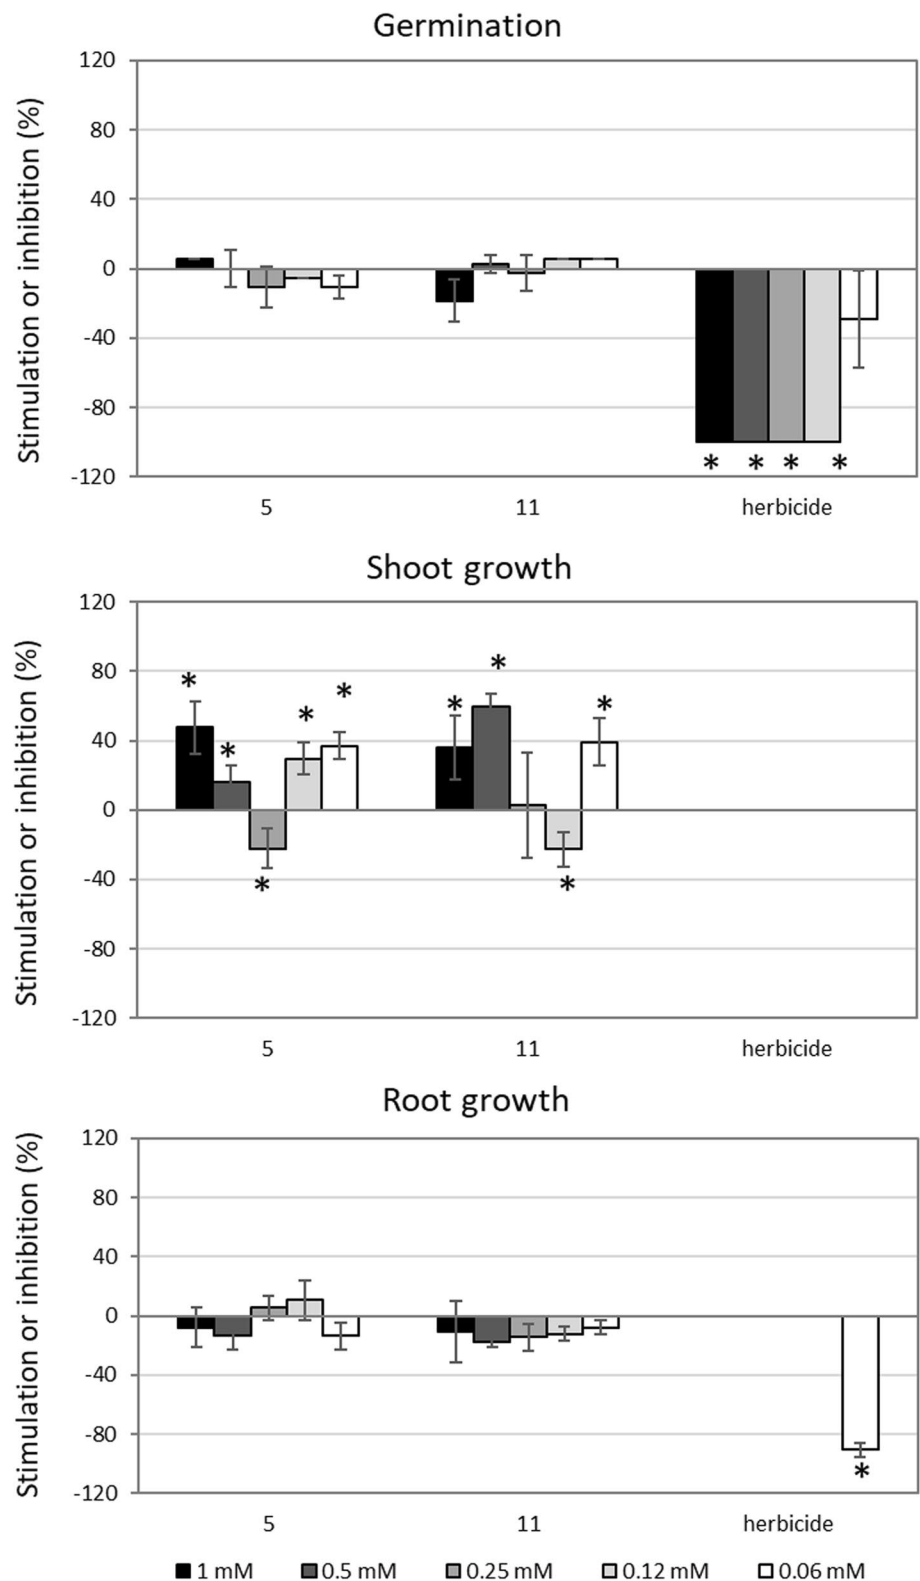 Germination
Stimulation or inhibition (%)
120
80
40
0
-40
-80
-120
* * * *
5 11 herbicide
Shoot growth
Stimulation or inhibition (%)
120
80
40
0
-40
-80
-120
* * * * * * * * *
5 11 herbicide
Root growth
Stimulation or inhibition (%)
120
80
40
0
-40
-80
-120
*
5 11 herbicide
1 mM 0.5 mM 0.25 mM 0.12 mM 0.06 mM